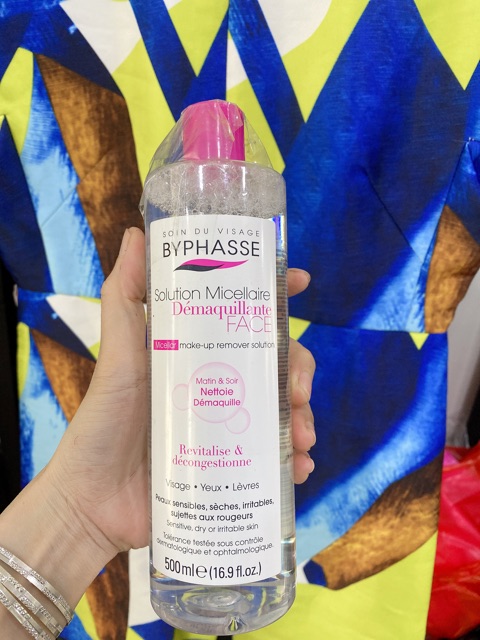 SOIN DU VISAGE
BYPHASSE
Solution Micellaire
Démaquillante
FACE
Micellar make-up remover solution
Matin & Soir
Nettoie
Démaquille
Revitalise &
décongestionne
Visage • Yeux • Lèvres
Peaux sensibles, sèches, irritables,
sujettes aux rougeurs
Sensitive, dry or irritable skin
Tolérance testée sous contrôle
dermatologique et ophtalmologique.
500 ml e (16.9 fl.oz.)